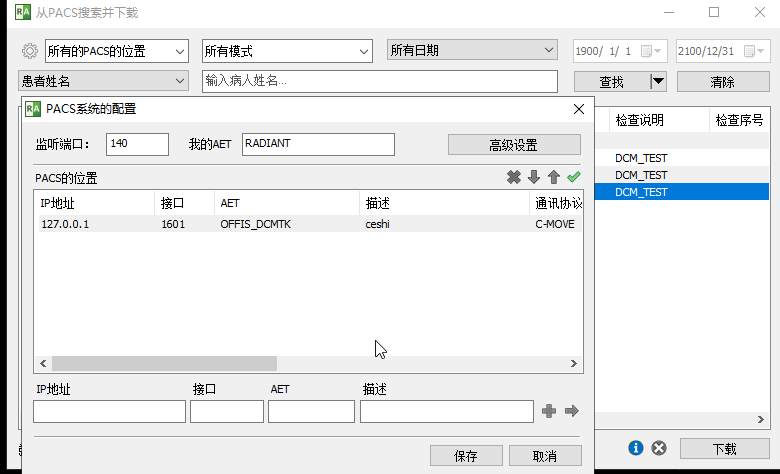 RA 从PACS搜索并下载
所有的PACS的位置 所有模式 所有日期 1900/ 1/ 1 2100/12/31
患者姓名 输入病人姓名... 查找 清除
RA PACS系统的配置
检查说明 检查序号
监听端口： 140 我的AET RADIANT 高级设置
DCM_TEST
PACS的位置 DCM_TEST
DCM_TEST
IP地址 接口 AET 描述 通讯协议
127.0.0.1 1601 OFFIS_DCMTK ceshi C-MOVE
IP地址 接口 AET 描述
保存 取消 下载